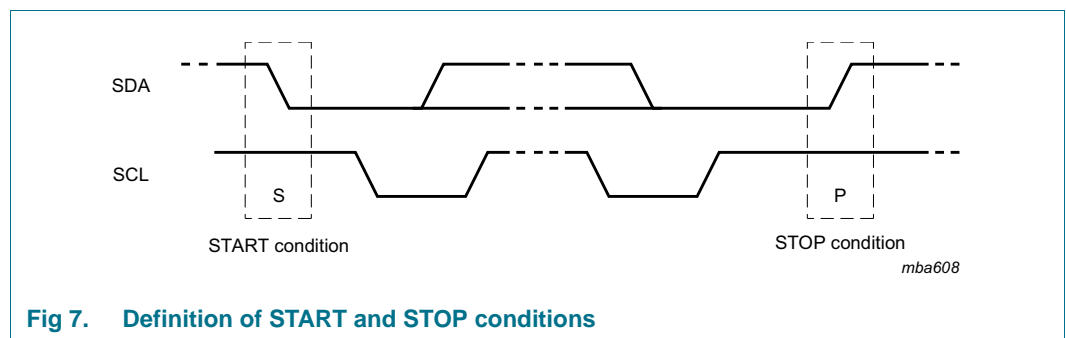 SDA
SCL
S
P
START condition
STOP condition
mba608
Fig 7. Definition of START and STOP conditions